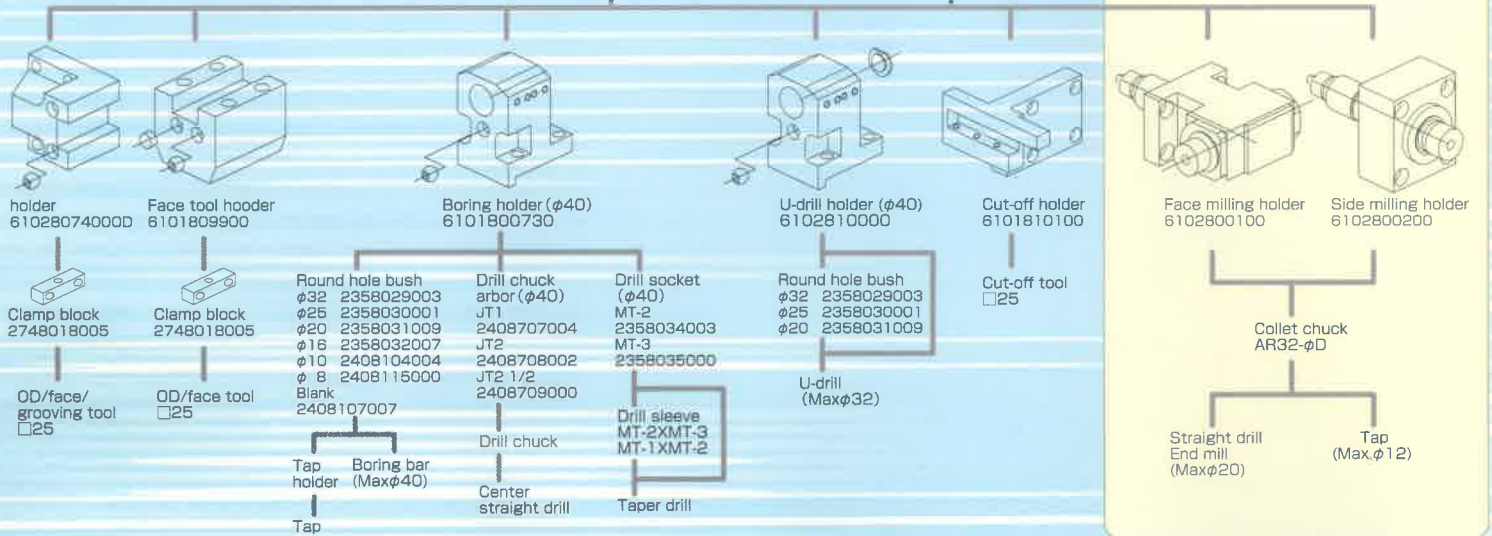 holder
61028074000D
Face tool hooder
6101809900
Boring holder (φ40)
6101800730
U-drill holder (φ40)
6102810000
Cut-off holder
6101810100
Face milling holder
6102800100
Side milling holder
6102800200
Clamp block
2748018005
OD/face/
grooving tool
□25
Clamp block
2748018005
OD/face tool
□25
Round hole bush
φ32 2358029003
φ25 2358030001
φ20 2358031009
φ16 2358032007
φ10 2408104004
φ 8 2408115000
Blank
2408107007
Tap
holder
Tap
Boring bar
(Maxφ40)
Drill chuck
arbor (φ40)
JT1
2408707004
JT2
2408708002
JT2 1/2
2408709000
Drill chuck
Center
straight drill
Drill socket
(φ40)
MT-2
2358034003
MT-3
2358035000
Drill sleeve
MT-2XMT-3
MT-1XMT-2
Taper drill
Round hole bush
φ32 2358029003
φ25 2358030001
φ20 2358031009
U-drill
(Maxφ32)
Cut-off tool
□25
Collet chuck
AR32-φD
Straight drill
End mill
(Maxφ20)
Tap
(Max.φ12)